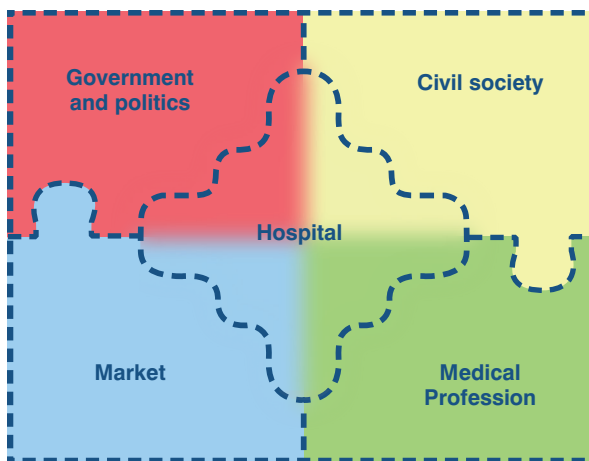 Government
and politics
Civil society
Hospital
Market
Medical
Profession